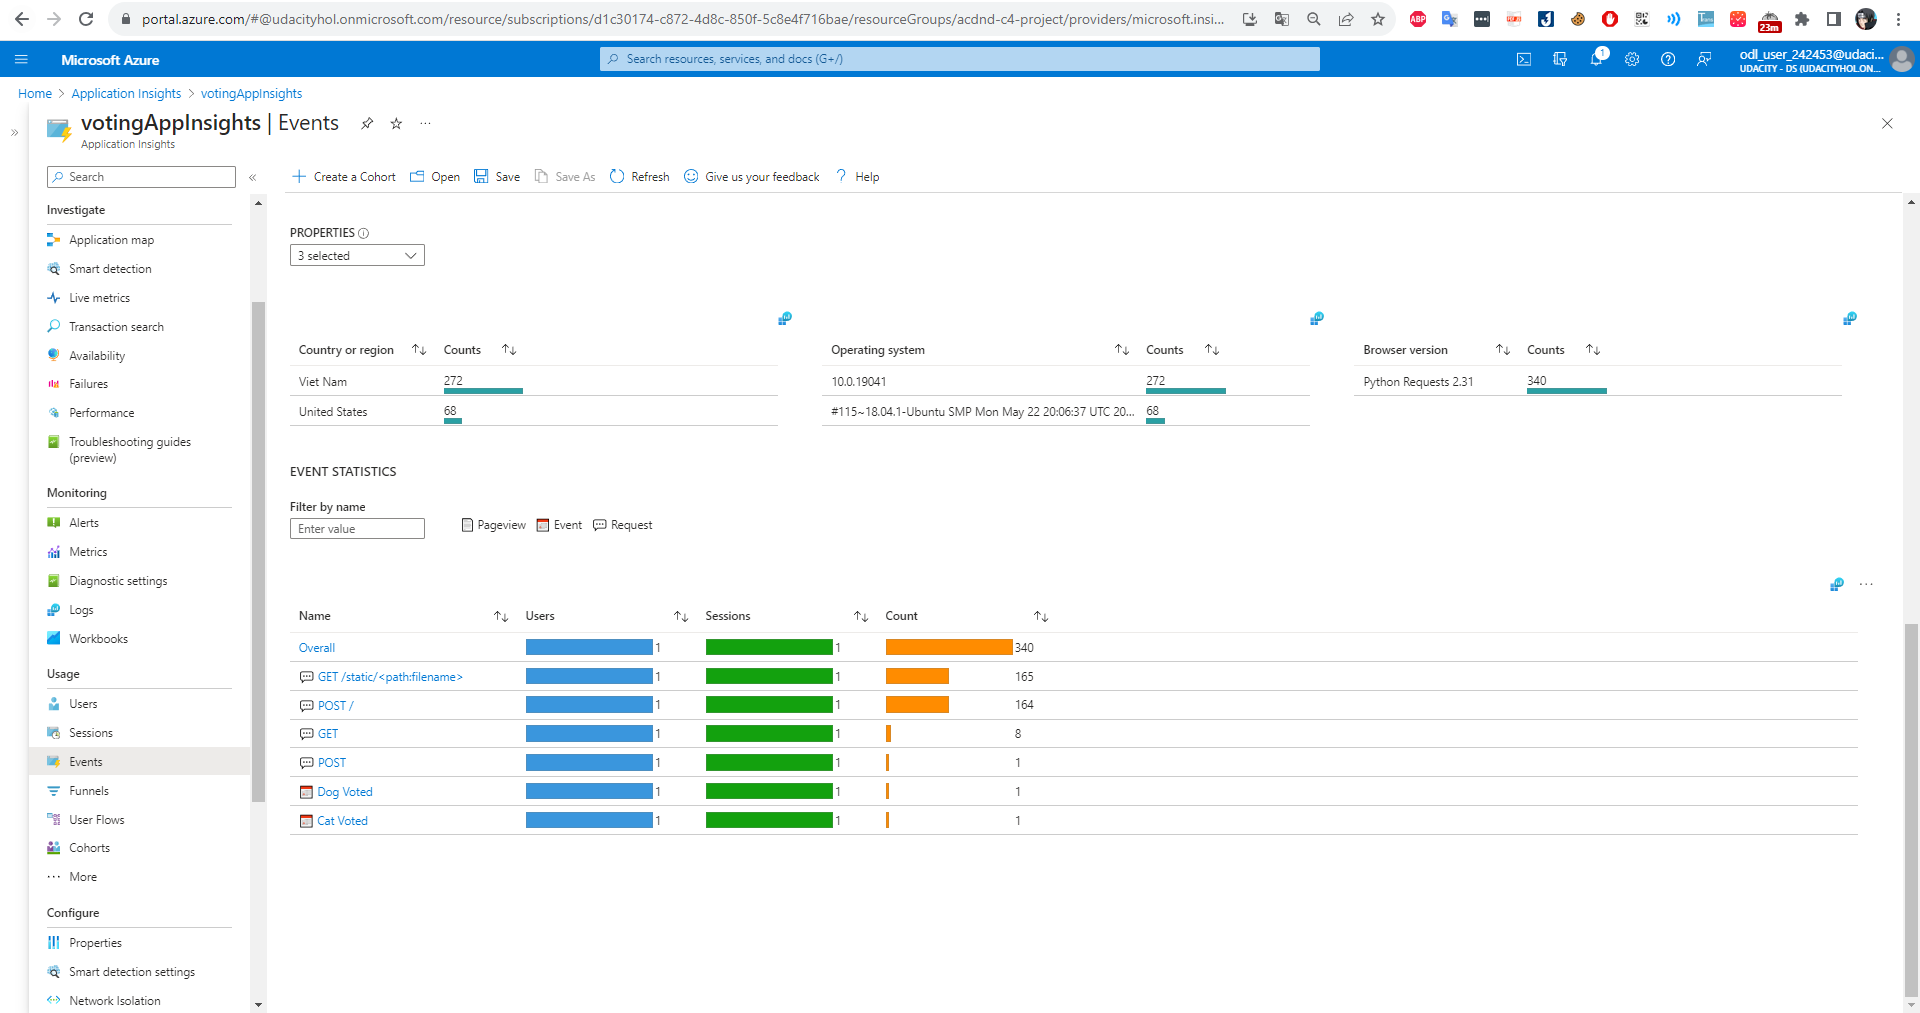 portal.azure.com/#@udacityhol.onmicrosoft.com/resource/subscriptions/d1c30174-c872-4d8c-850f-5c8e4f716bae/resourceGroups/acdnd-c4-project/providers/microsoft.insi...
ABP
23m
Microsoft Azure
Search resources, services, and docs (G+/)
1
odl_user_242453@udaci...
UDACITY - DS (UDACITYHOL.ON...
Home > Application Insights > votingAppInsights
votingAppInsights | Events ...
Application Insights
Search
Create a Cohort Open Save Save As Refresh Give us your feedback ? Help
Investigate
Application map
Smart detection
Live metrics
Transaction search
Availability
Failures
Performance
Troubleshooting guides
(preview)
Monitoring
Alerts
Metrics
Diagnostic settings
Logs
Workbooks
Usage
Users
Sessions
Events
Funnels
User Flows
Cohorts
... More
Configure
Properties
Smart detection settings
Network Isolation
PROPERTIES
3 selected
Country or region Counts
Viet Nam 272
United States 68
Operating system Counts
10.0.19041 272
#115~18.04.1-Ubuntu SMP Mon May 22 20:06:37 UTC 20... 68
Browser version Counts
Python Requests 2.31 340
EVENT STATISTICS
Filter by name
Enter value
Pageview Event Request
...
Name Users Sessions Count
Overall 1 1 340
GET /static/<path:filename> 1 1 165
POST / 1 1 164
GET 1 1 8
POST 1 1 1
Dog Voted 1 1 1
Cat Voted 1 1 1